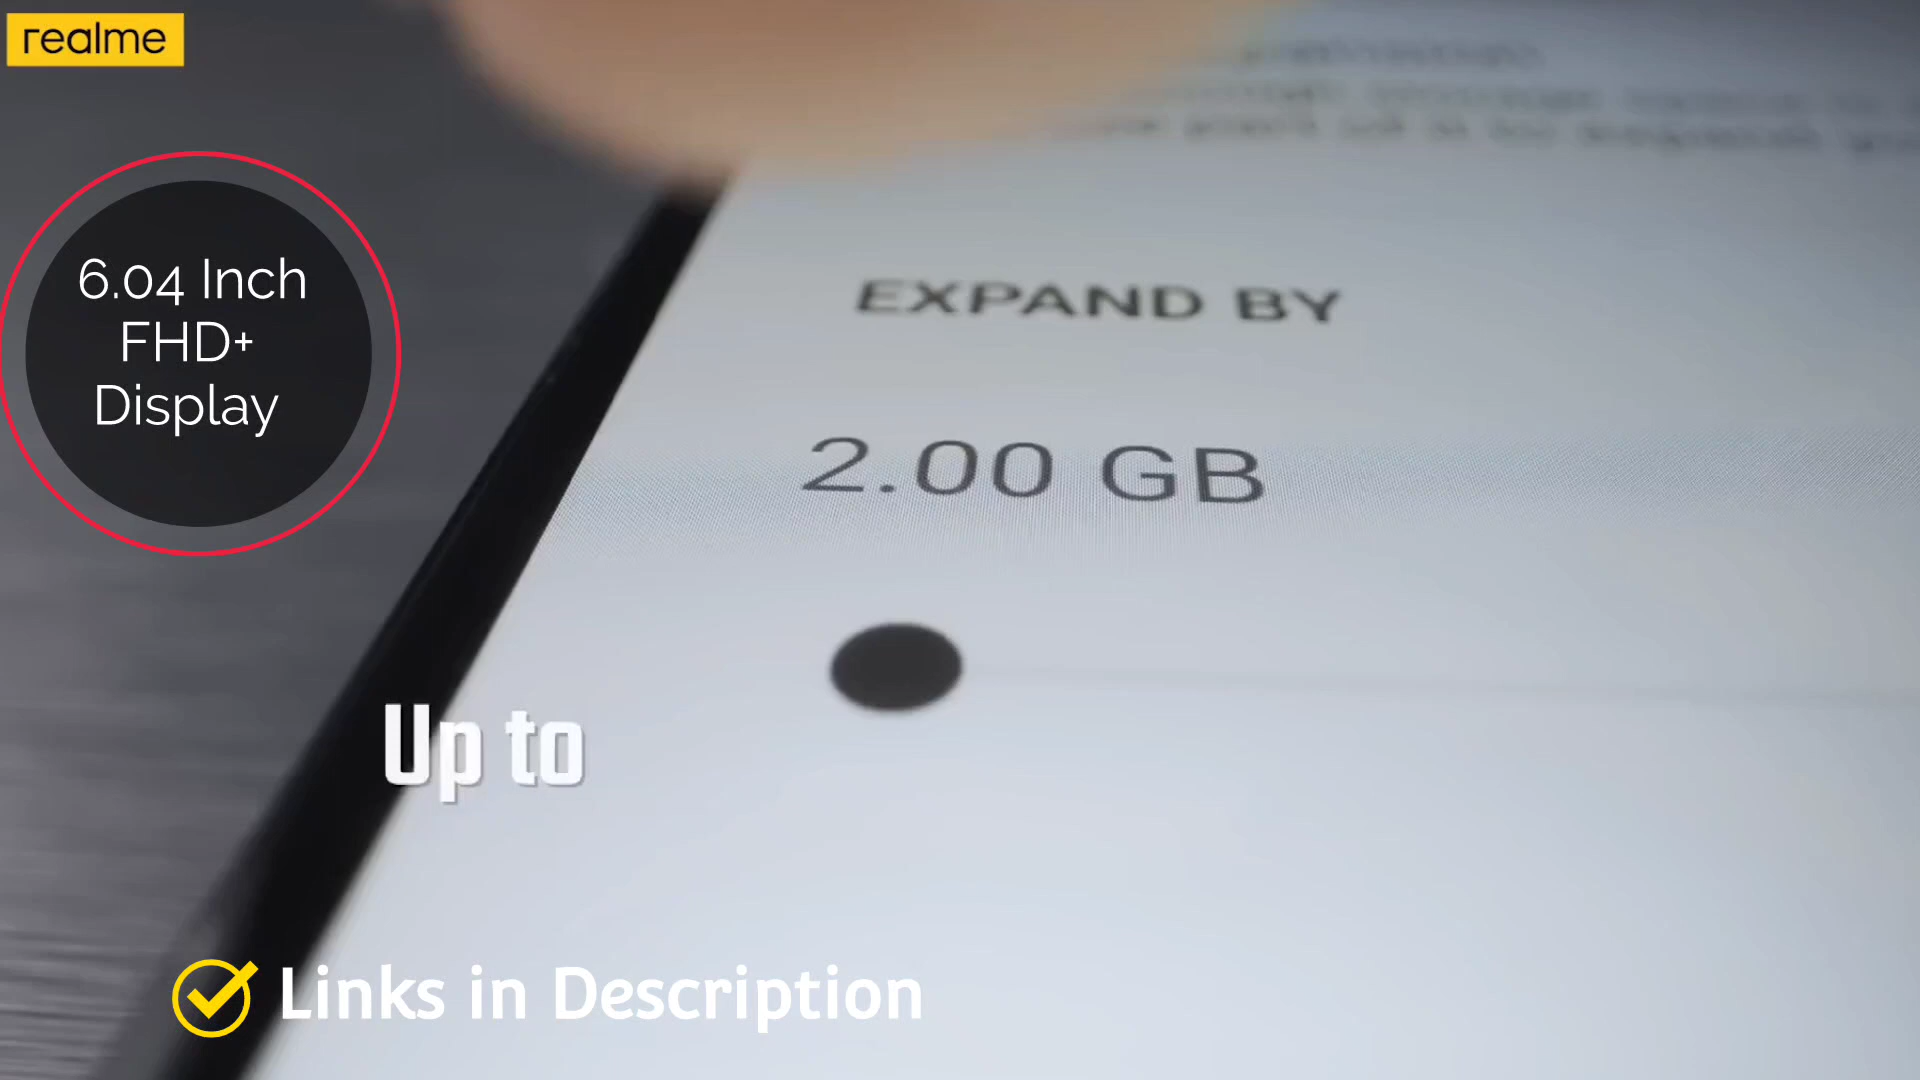 realme
6.04 Inch
FHD+
Display
EXPAND BY
2.00 GB
Up to
Links in Description